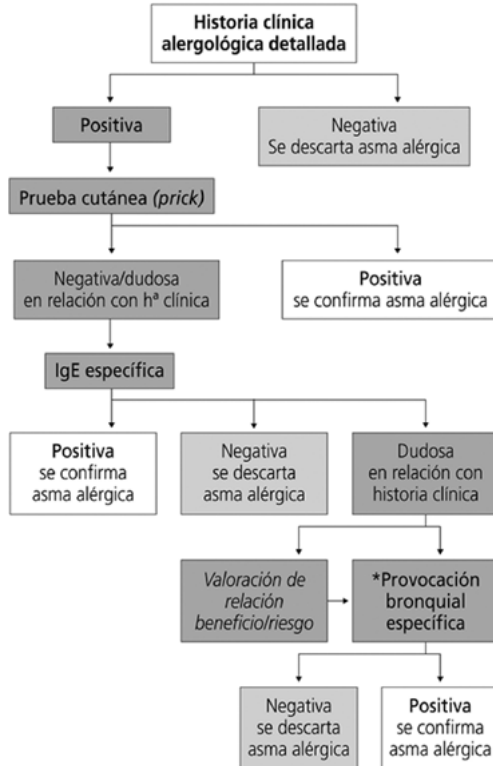 Historia clínica
alergológica detallada
Positiva
Negativa
Se descarta asma alérgica
Prueba cutánea (prick)
Negativa/dudosa
en relación con hª clínica
Positiva
se confirma asma alérgica
IgE específica
Positiva
se confirma
asma alérgica
Negativa
se descarta
asma alérgica
Dudosa
en relación con
historia clínica
Valoración de
relación
beneficio/riesgo
*Provocación
bronquial
específica
Negativa
se descarta
asma alérgica
Positiva
se confirma
asma alérgica